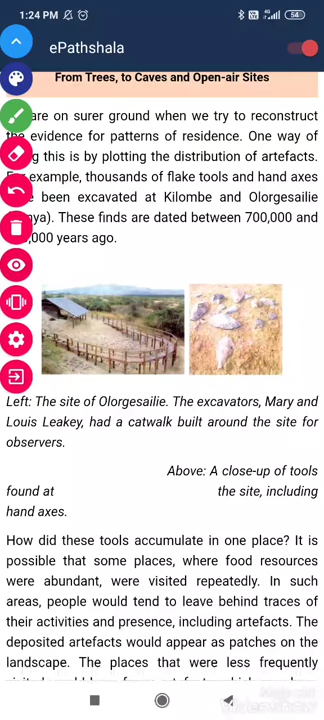 1:24 PM
54
ePathshala
From Trees, to Caves and Open-air Sites
are on surer ground when we try to reconstruct
the evidence for patterns of residence. One way of
this is by plotting the distribution of artefacts.
For example, thousands of flake tools and hand axes
been excavated at Kilombe and Olorgesailie
These finds are dated between 700,000 and
,000 years ago.
Left: The site of Olorgesailie. The excavators, Mary and
Louis Leakey, had a catwalk built around the site for
observers.
Above: A close-up of tools
found at the site, including
hand axes.
How did these tools accumulate in one place? It is
possible that some places, where food resources
were abundant, were visited repeatedly. In such
areas, people would tend to leave behind traces of
their activities and presence, including artefacts. The
deposited artefacts would appear as patches on the
landscape. The places that were less frequently